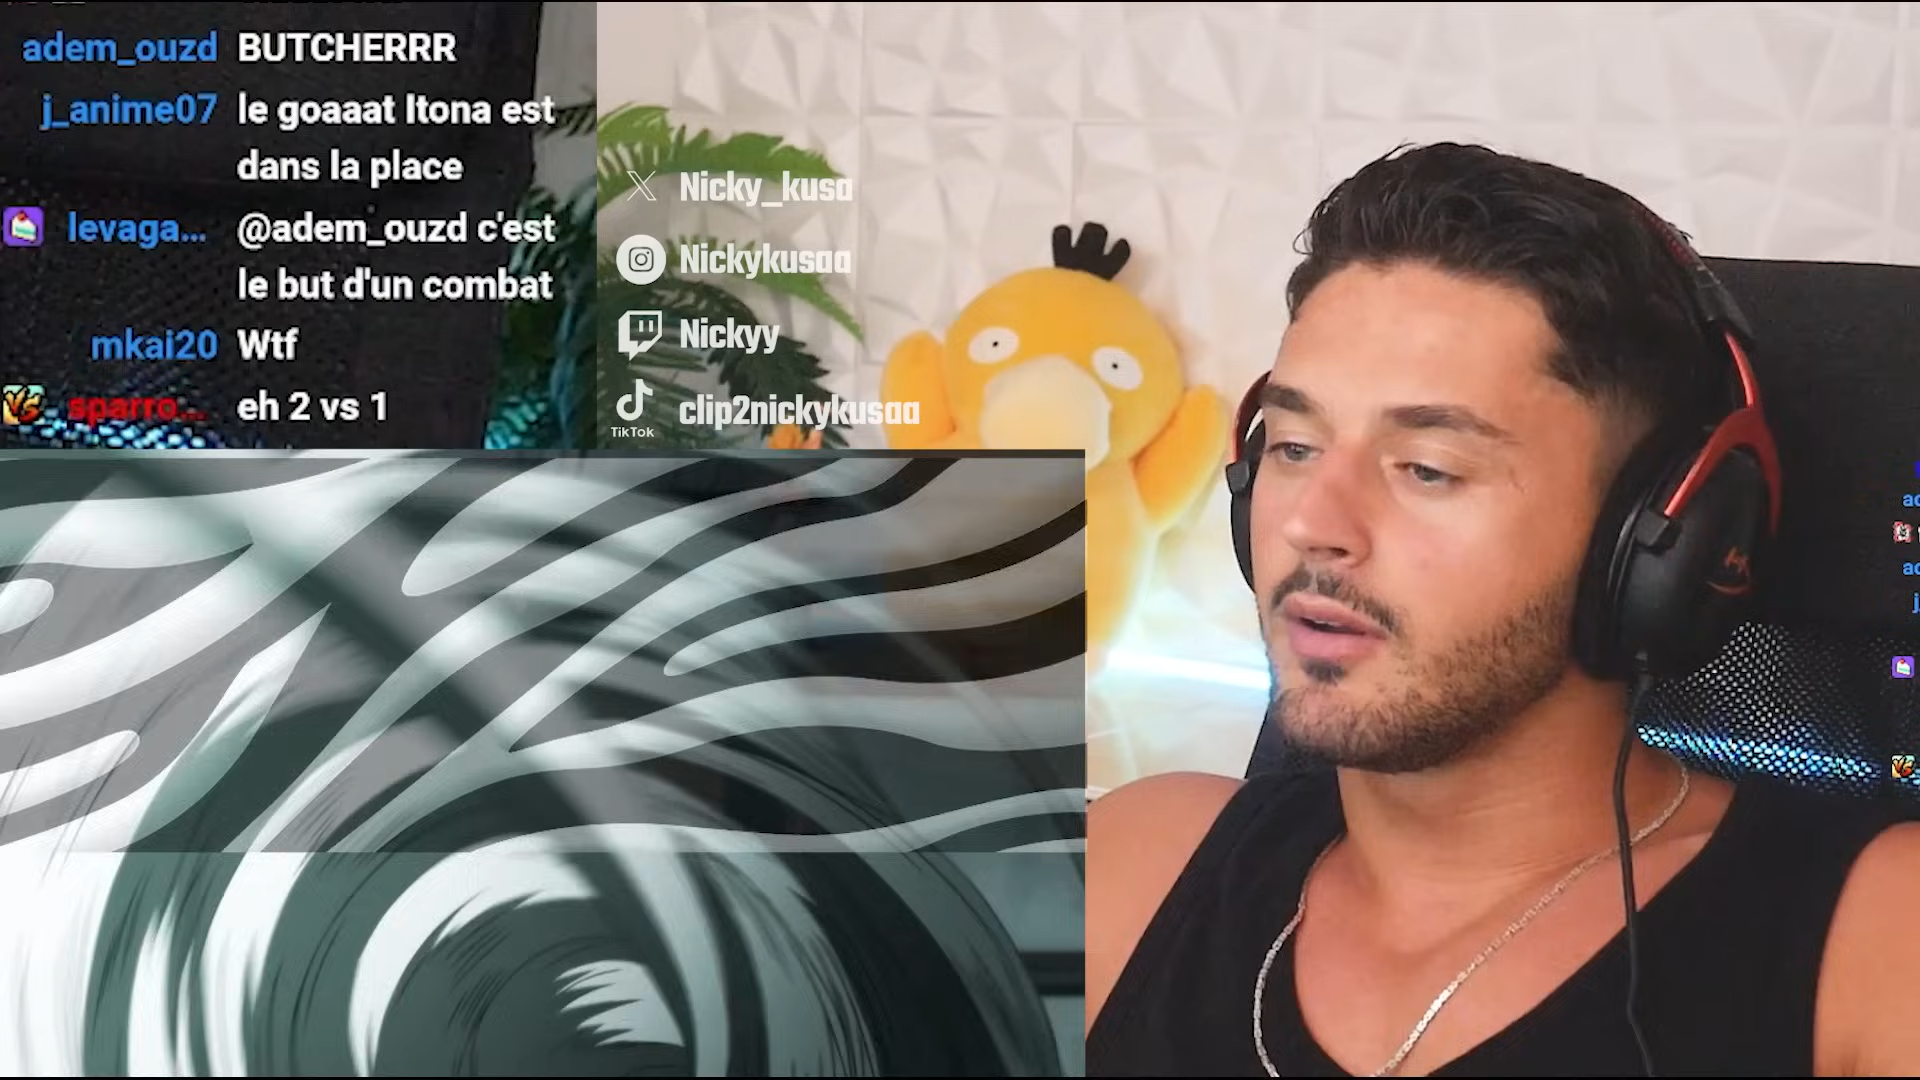 adem_ouzd BUTCHERRR
j_anime07 le goaaat Itona est
dans la place
levaga... @adem_ouzd c'est
le but d'un combat
mkai20 Wtf
sparro... eh 2 vs 1
Nicky_kusa
Nickykusaa
Nickyy
TikTok clip2nickykusaa